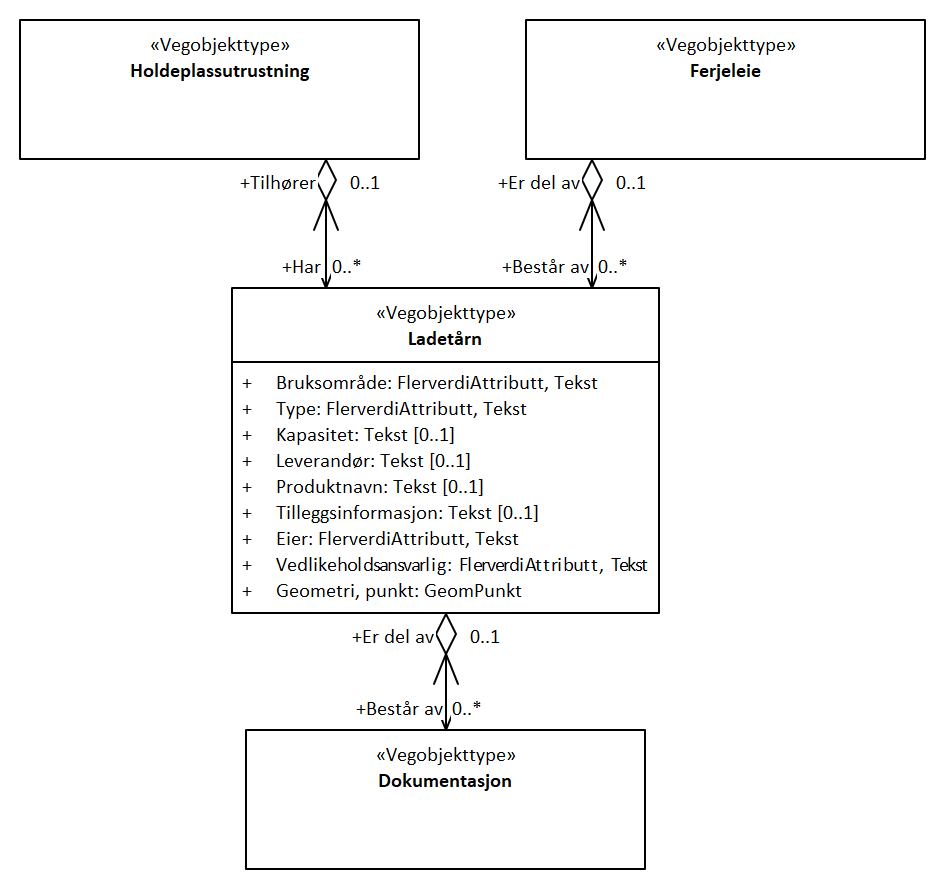 «Vegobjekttype»
Holdeplassutrustning
«Vegobjekttype»
Ferjeleie
+Tilhører 0..1
+Er del av 0..1
+Har 0..*
+Består av 0..*
«Vegobjekttype»
Ladetårn
+ Bruksområde: FlerverdiAttributt, Tekst
+ Type: FlerverdiAttributt, Tekst
+ Kapasitet: Tekst [0..1]
+ Leverandør: Tekst [0..1]
+ Produktnavn: Tekst [0..1]
+ Tilleggsinformasjon: Tekst [0..1]
+ Eier: FlerverdiAttributt, Tekst
+ Vedlikeholdsansvarlig: FlerverdiAttributt, Tekst
+ Geometri, punkt: GeomPunkt
+Er del av 0..1
+Består av 0..*
«Vegobjekttype»
Dokumentasjon